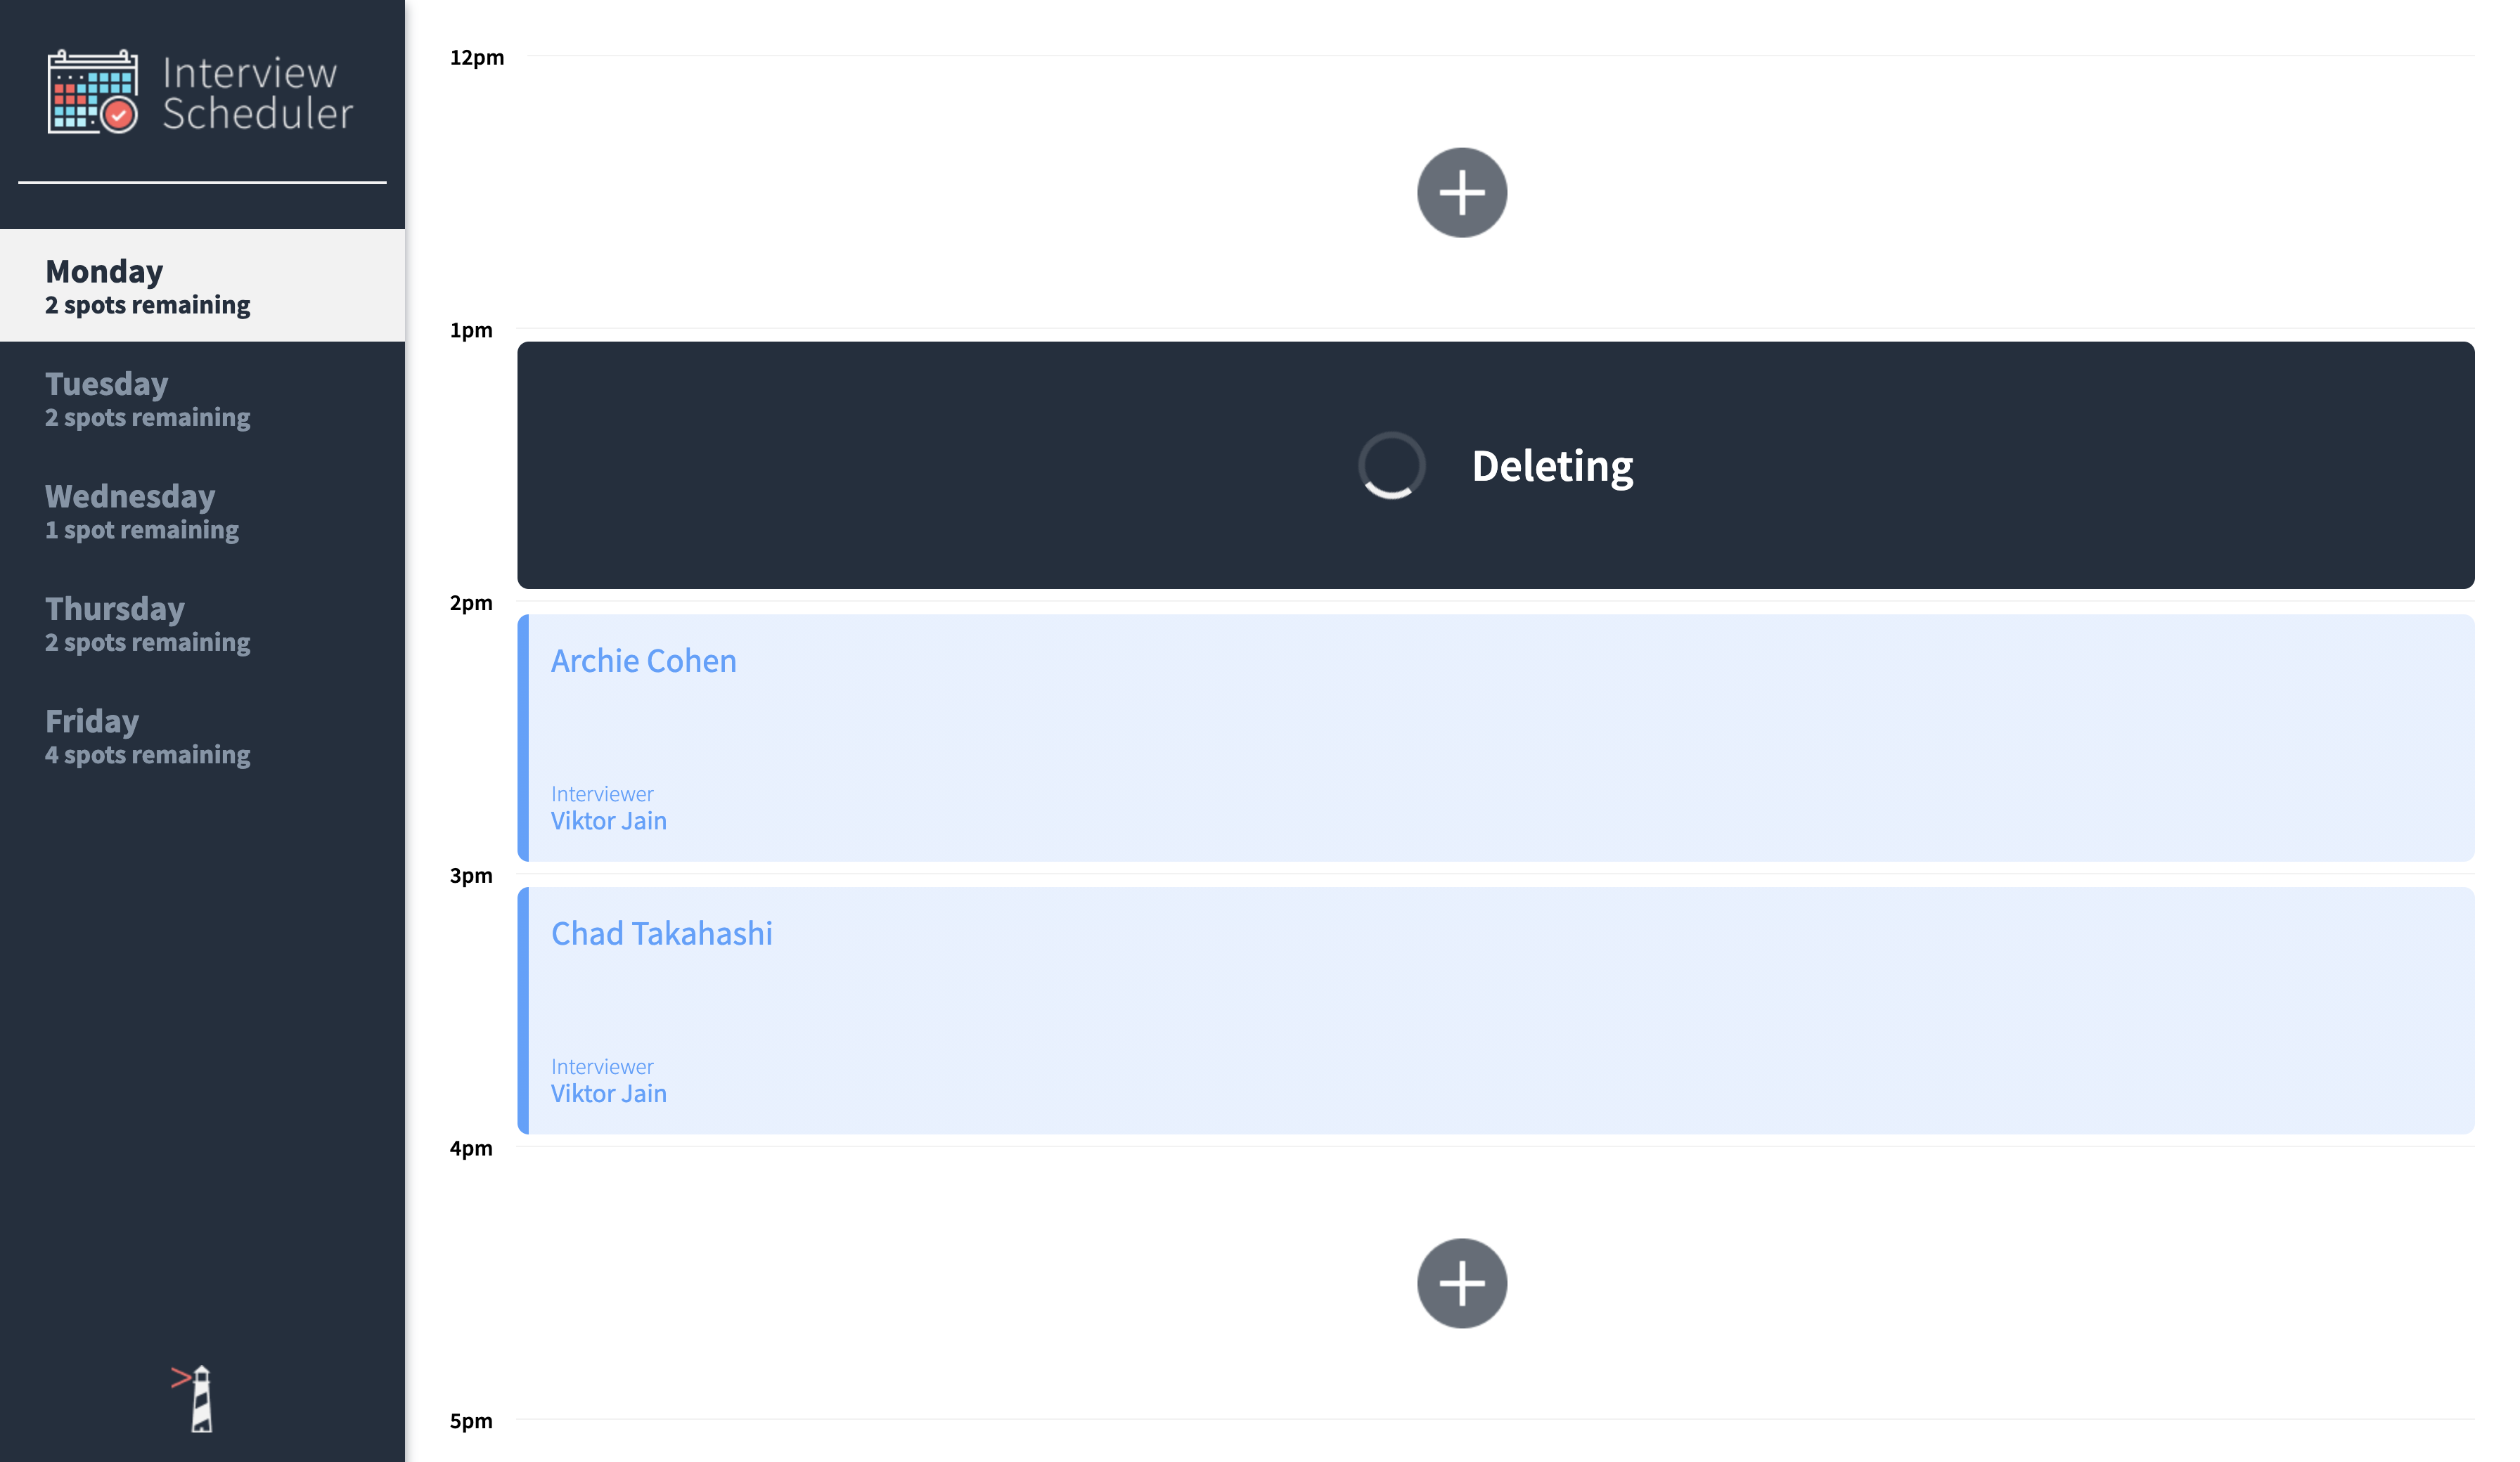 Interview
Scheduler
Monday
2 spots remaining
Tuesday
2 spots remaining
Wednesday
1 spot remaining
Thursday
2 spots remaining
Friday
4 spots remaining
12pm
1pm
Deleting
2pm
Archie Cohen
Interviewer
Viktor Jain
3pm
Chad Takahashi
Interviewer
Viktor Jain
4pm
5pm